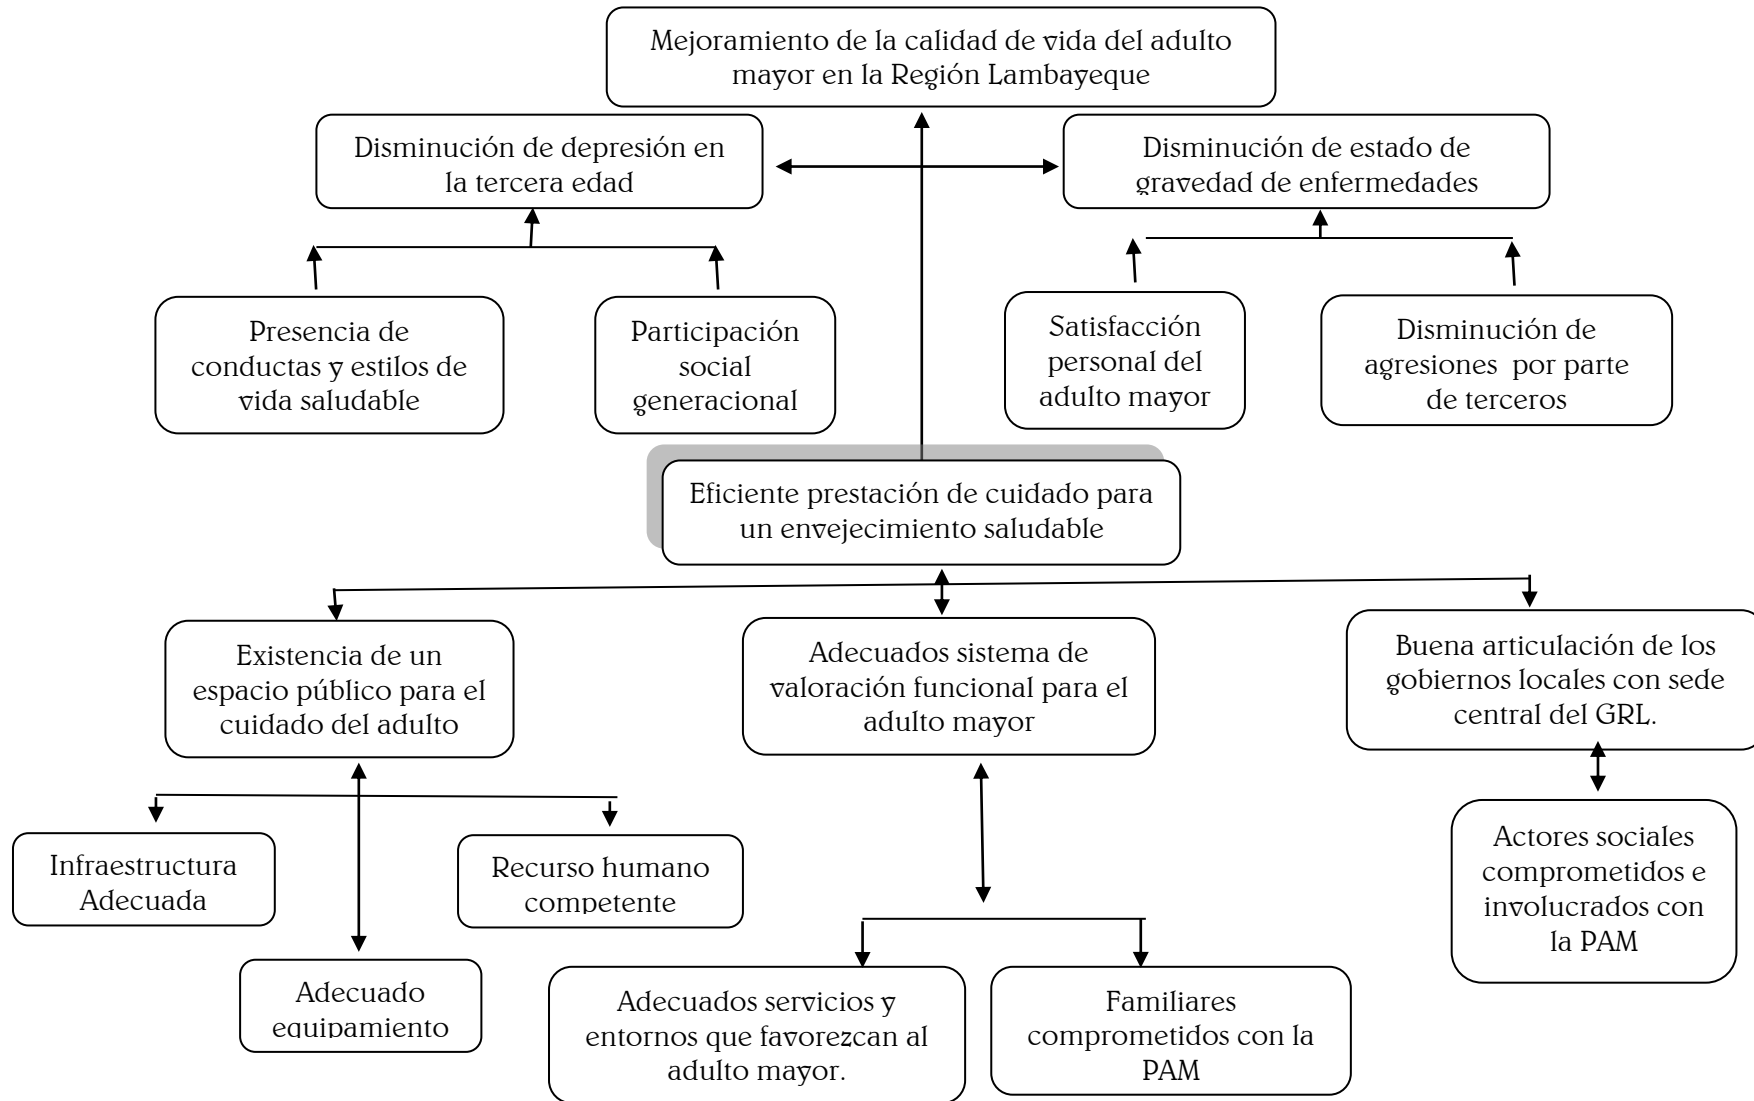 Mejoramiento de la calidad de vida del adulto
mayor en la Región Lambayeque
Disminución de depresión en
la tercera edad
Disminución de estado de
gravedad de enfermedades
Presencia de
conductas y estilos de
vida saludable
Participación
social
generacional
Satisfacción
personal del
adulto mayor
Disminución de
agresiones por parte
de terceros
Eficiente prestación de cuidado para
un envejecimiento saludable
Existencia de un
espacio público para el
cuidado del adulto
Adecuados sistema de
valoración funcional para el
adulto mayor
Buena articulación de los
gobiernos locales con sede
central del GRL.
Infraestructura
Adecuada
Recurso humano
competente
Adecuado
equipamiento
Adecuados servicios y
entornos que favorezcan al
adulto mayor.
Familiares
comprometidos con la
PAM
Actores sociales
comprometidos e
involucrados con
la PAM